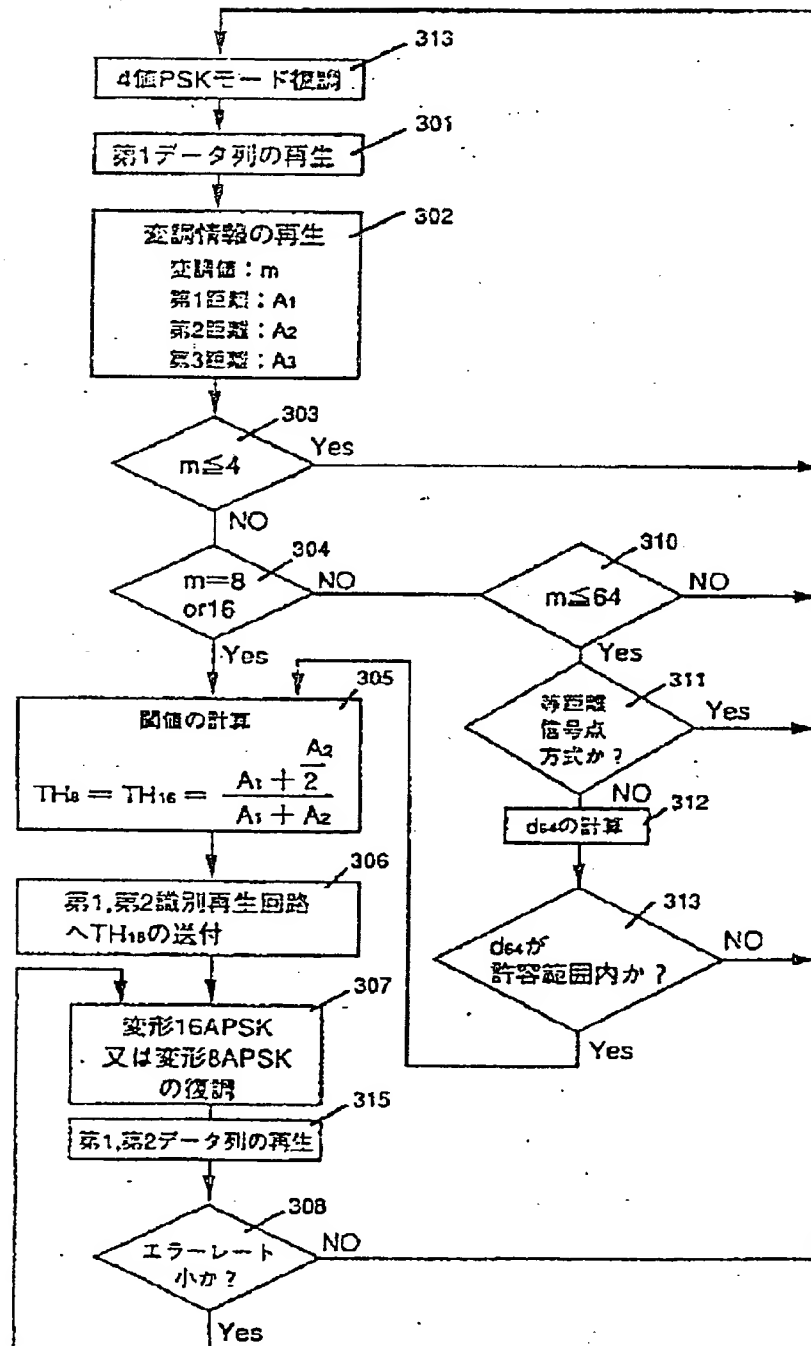 313
4値PSKモード復調
301
第1データ列の再生
302
変調情報の再生
変調値：m
第1距離：A1
第2距離：A2
第3距離：A3
303
m≦4
Yes
NO
304
m=8
or16
NO
Yes
310
m≦64
NO
Yes
311
等距離
信号点
方式か？
Yes
NO
312
d64の計算
313
d64が
許容範囲内か？
NO
Yes
305
閾値の計算
TH8 = TH16 = (A1 + A2/2) / (A1 + A2)
306
第1,第2識別再生回路
へTH16の送付
307
変形16APSK
又は変形8APSK
の復調
315
第1,第2データ列の再生
308
エラーレート
小か？
NO
Yes